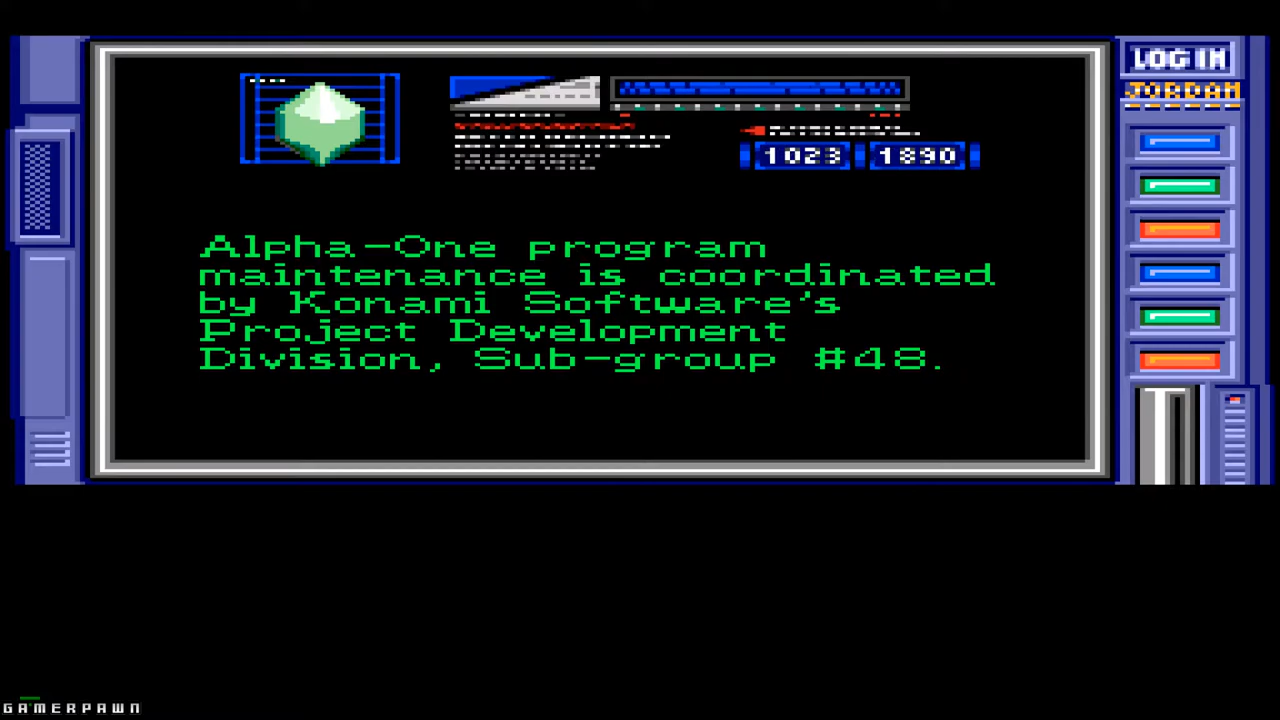 LOG IN
JORDAN
1023 1890
Alpha-One program
maintenance is coordinated
by Konami Software's
Project Development
Division, Sub-group #48.
GAMERPAWN